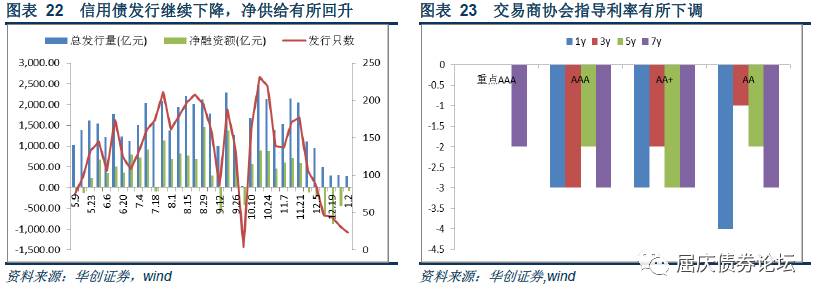 图表 22 信用债发行继续下降，净供给有所回升
总发行量(亿元) 净融资额(亿元) 发行只数
3,000.00
2,500.00
2,000.00
1,500.00
1,000.00
500.00
0.00
-500.00
-1,000.00
-1,500.00
250
200
150
100
50
0
5.9 5.23 6.6 6.20 7.4 7.18 8.1 8.15 8.29 9.12 9.26 10.10 10.24 11.7 11.21 12.5 12.19 1.2
资料来源：华创证券，wind
图表 23 交易商协会指导利率有所下调
1y 3y 5y 7y
0
-0.5
-1
-1.5
-2
-2.5
-3
-3.5
-4
-4.5
重点AAA AAA AA+ AA
资料来源：华创证券,wind
屈庆债券论坛